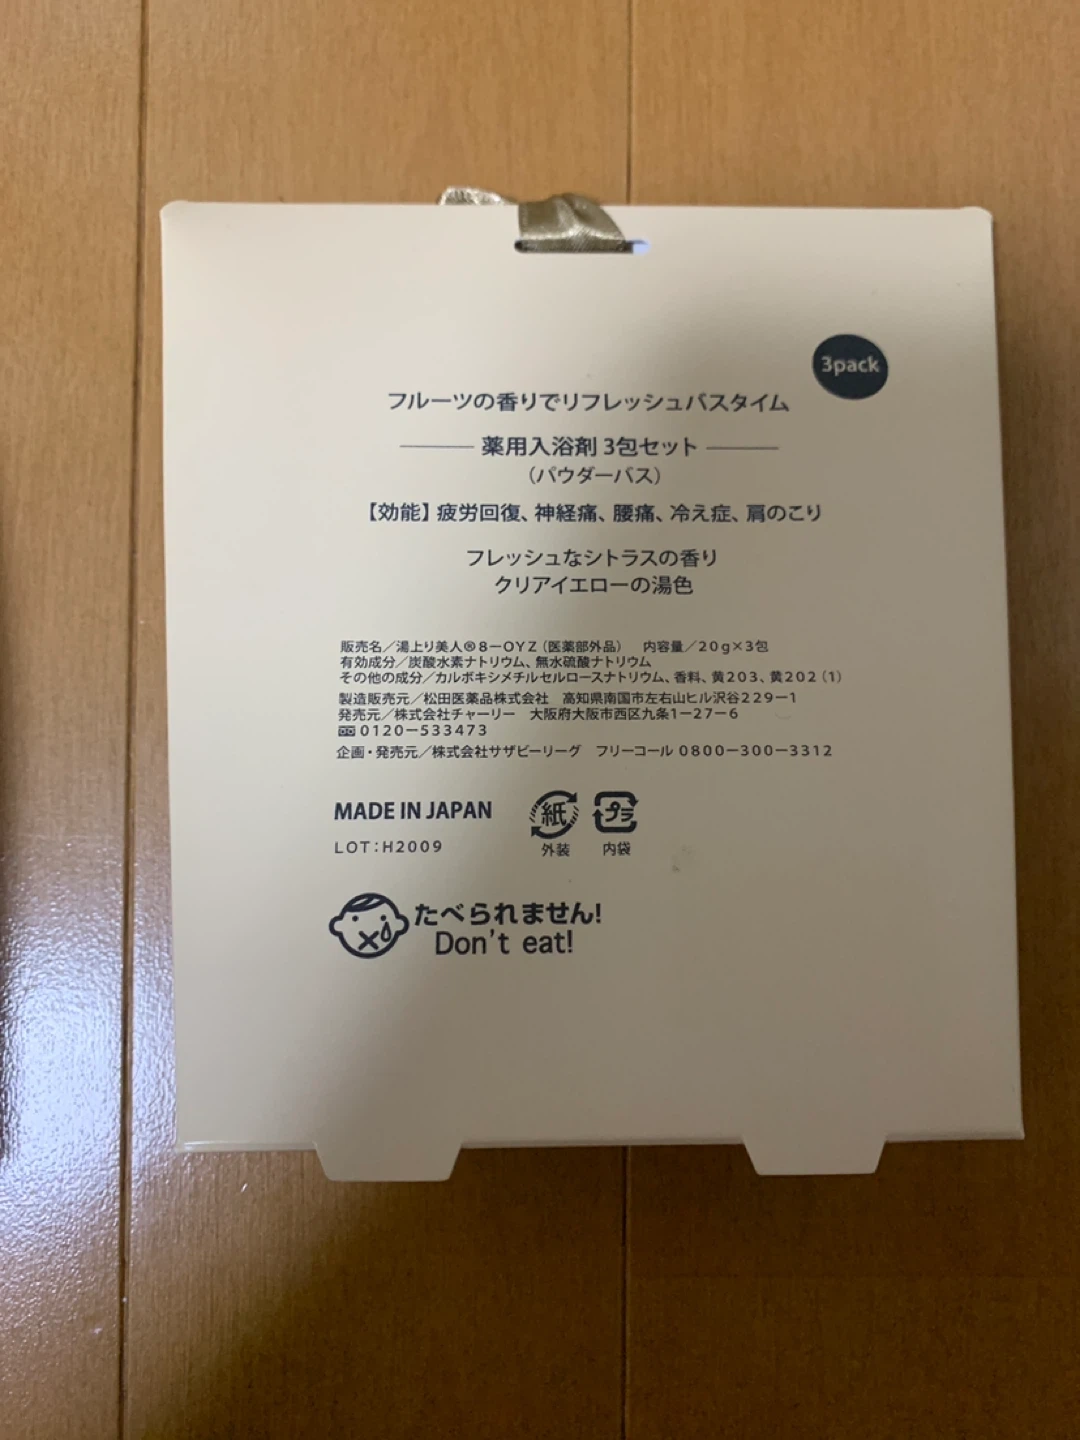 3pack
フルーツの香りでリフレッシュバスタイム
薬用入浴剤 3包セット
（パウダーバス）
【効能】疲労回復、神経痛、腰痛、冷え症、肩のこり
フレッシュなシトラスの香り
クリアイエローの湯色
販売名／湯上り美人®８ーＯＹＺ（医薬部外品）　内容量／２０ｇ×３包
有効成分／炭酸水素ナトリウム、無水硫酸ナトリウム
その他の成分／カルボキシメチルセルロースナトリウム、香料、黄２０３、黄２０２（１）
製造販売元／松田医薬品株式会社　高知県南国市左右山ヒル沢谷２２９ー１
発売元／株式会社チャーリー　大阪府大阪市西区九条１ー２７ー６
０１２０ー５３３４７３
企画・発売元／株式会社サザビーリーグ　フリーコール ０８００ー３００ー３３１２
MADE IN JAPAN
LOT：H2009
紙 プラ
外装 内袋
たべられません!
Don't eat!